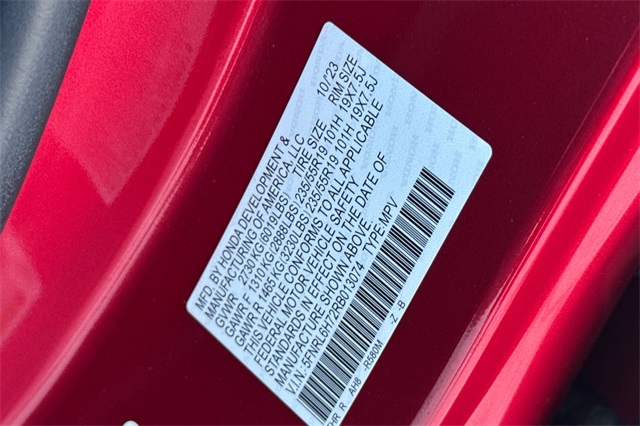 MFD. BY HONDA DEVELOPMENT &
MANUFACTURING OF AMERICA, LLC 10/23
GVWR 2730KG(6019LBS) TIRE SIZE RIM SIZE
GAWR F 1310KG(2888LBS) 235/55R19 101H 19X7.5J
GAWR R 1465KG(3230LBS) 235/55R19 101H 19X7.5J
THIS VEHICLE CONFORMS TO ALL APPLICABLE
FEDERAL MOTOR VEHICLE SAFETY
STANDARDS IN EFFECT ON THE DATE OF
MANUFACTURE SHOWN ABOVE.
V.I.N.: 5FNRL6H72RB013074 TYPE:MPV
HR R AH8 -R580M -Z -B